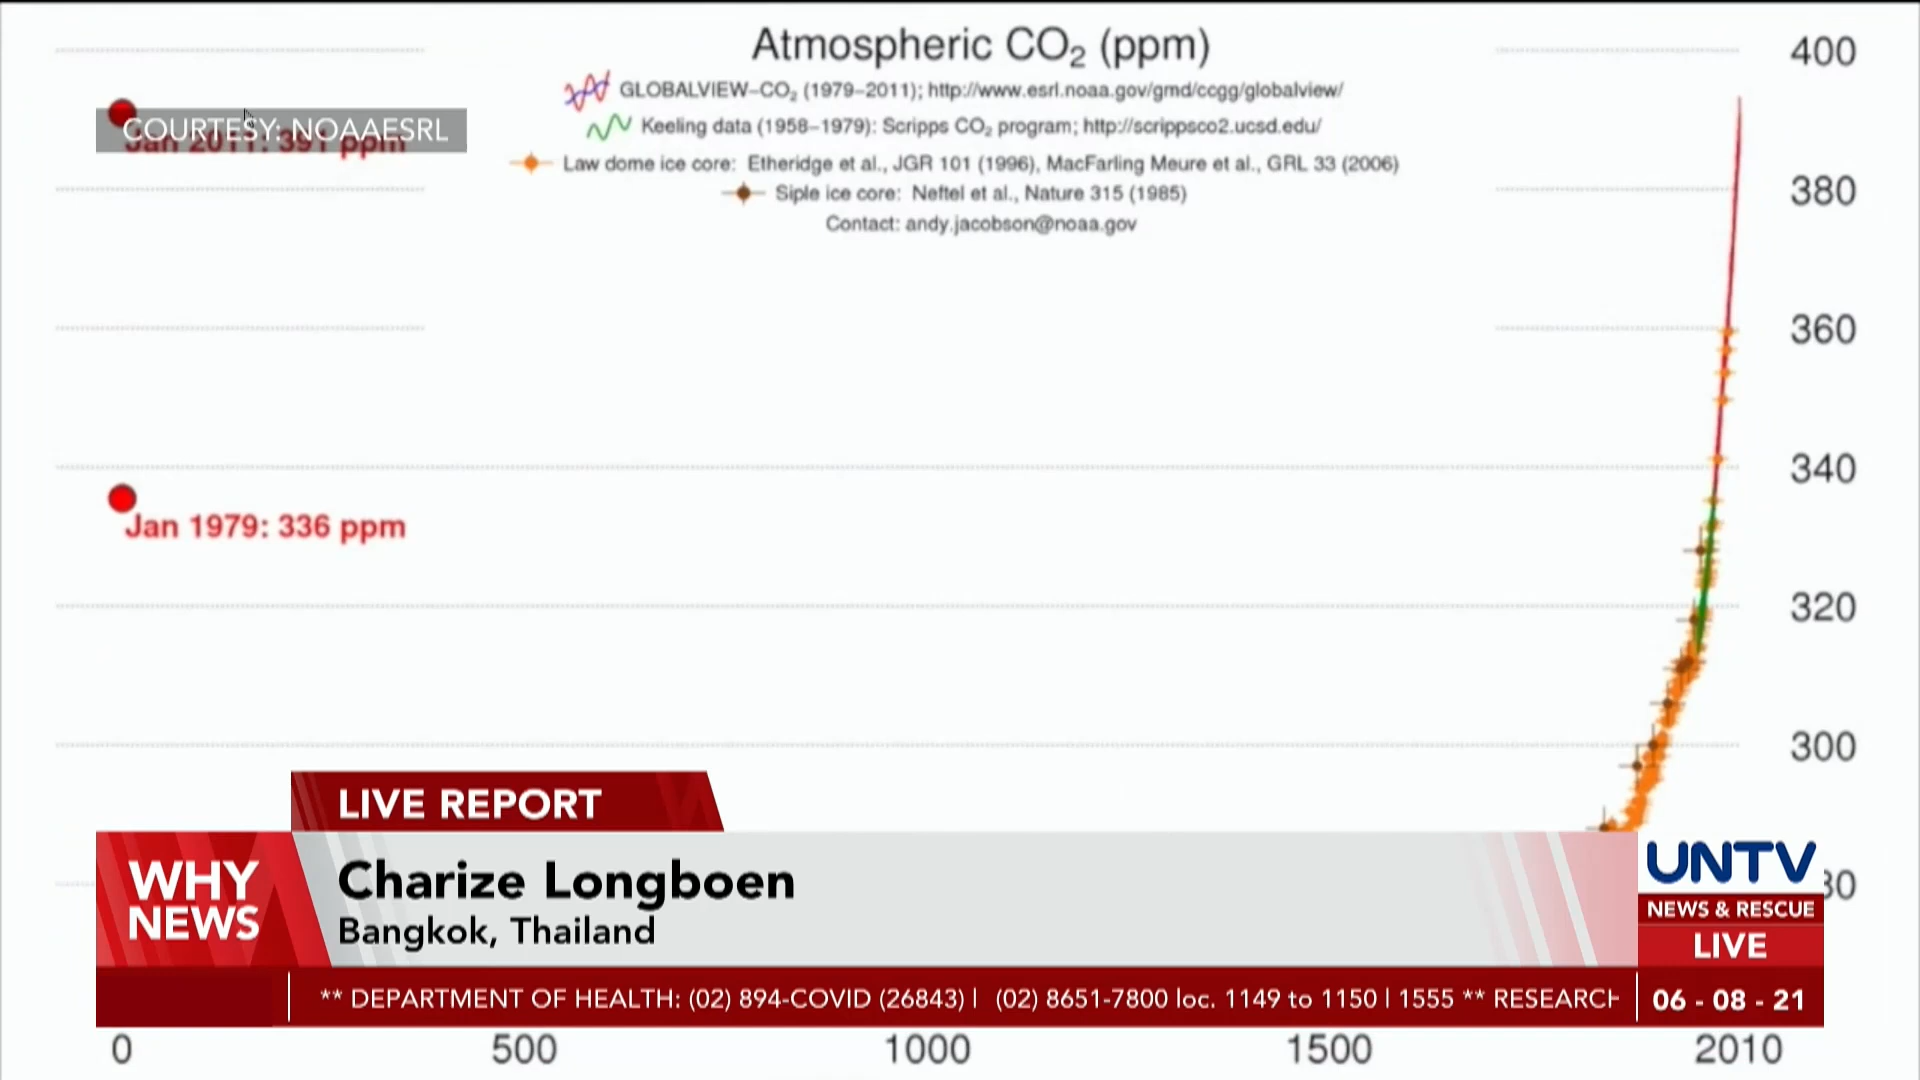 Atmospheric CO₂ (ppm)
GLOBALVIEW–CO₂ (1979–2011); http://www.esrl.noaa.gov/gmd/ccgg/globalview/
Keeling data (1958–1979): Scripps CO₂ program; http://scrippsco2.ucsd.edu/
Law dome ice core: Etheridge et al., JGR 101 (1996), MacFarling Meure et al., GRL 33 (2006)
Siple ice core: Neftel et al., Nature 315 (1985)
Contact: andy.jacobson@noaa.gov
COURTESY: NOAAESRL
Jan 2011: 391 ppm
Jan 1979: 336 ppm
400
380
360
340
320
300
LIVE REPORT
WHY
NEWS
Charize Longboen
Bangkok, Thailand
UNTV
NEWS & RESCUE
LIVE
** DEPARTMENT OF HEALTH: (02) 894-COVID (26843) | (02) 8651-7800 loc. 1149 to 1150 | 1555 ** RESEARCH
06 - 08 - 21
0 500 1000 1500 2010